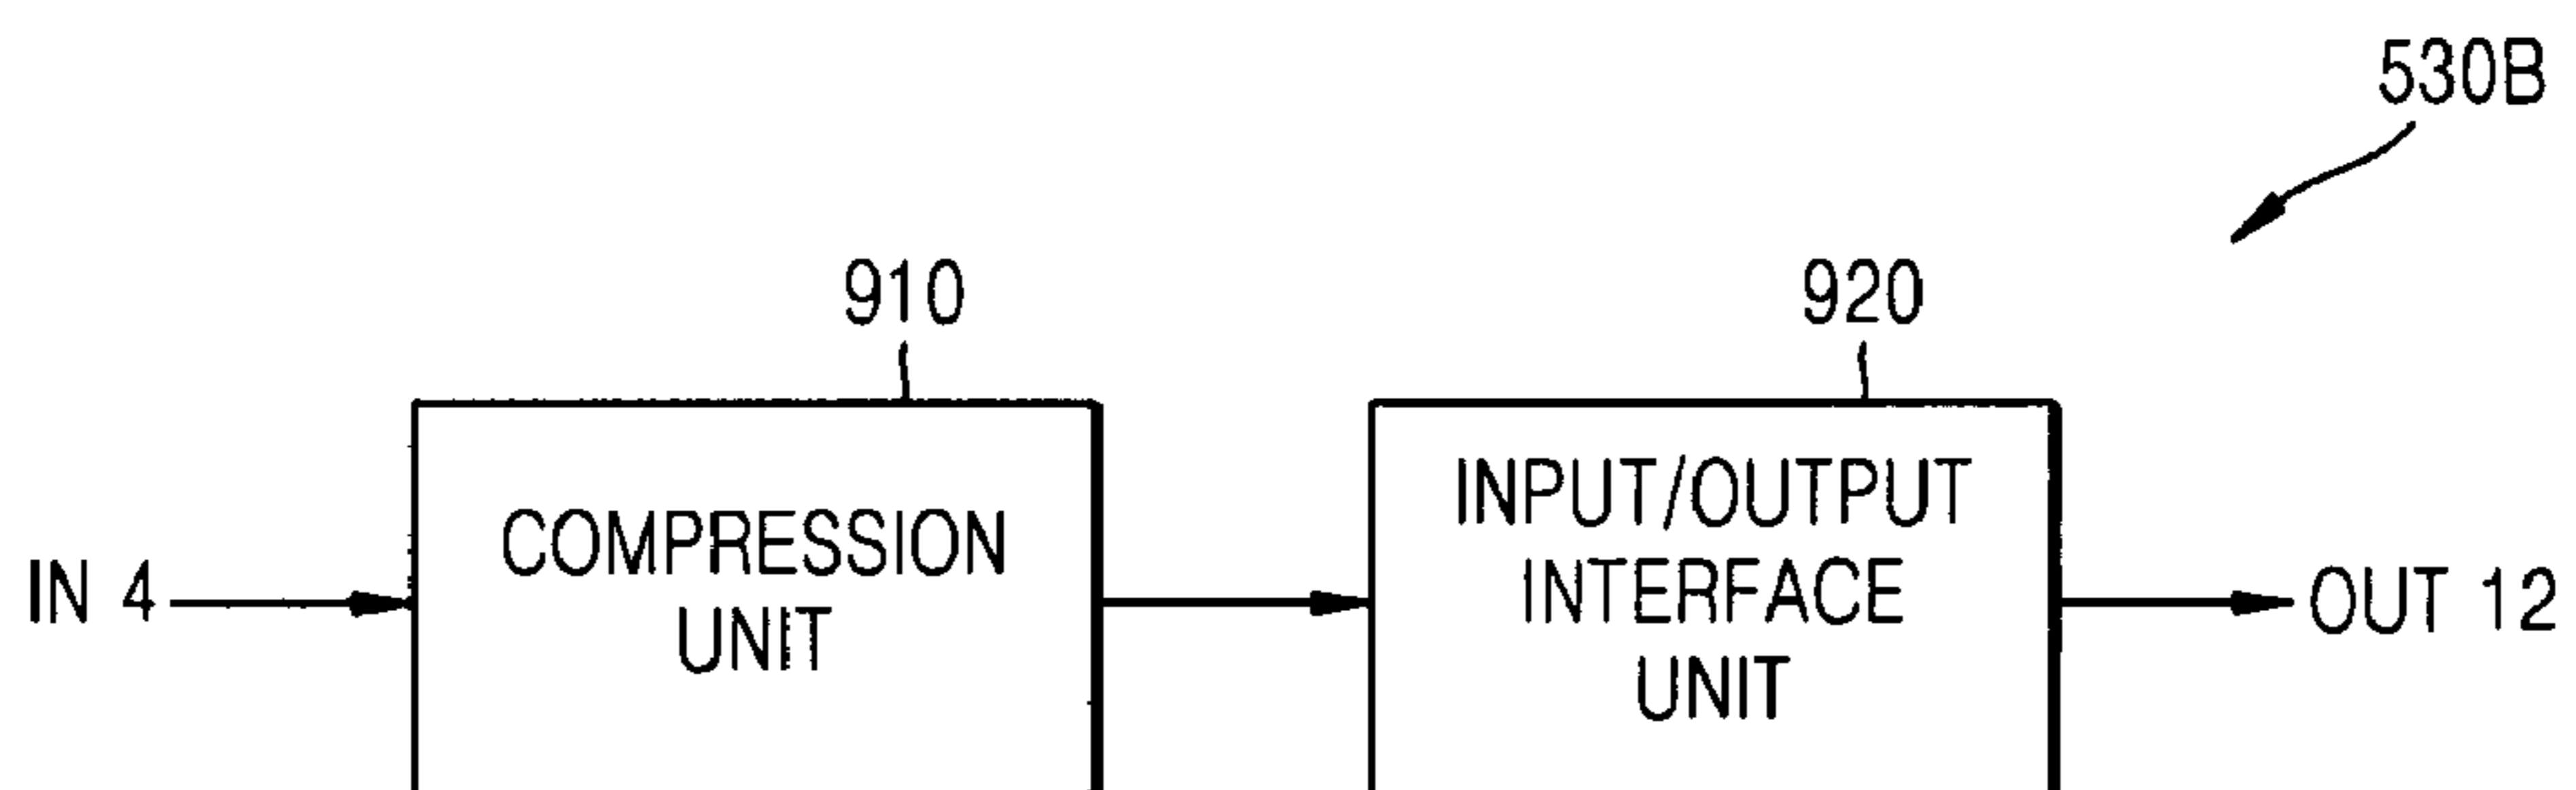 530B
910
920
COMPRESSION
UNIT
INPUT/OUTPUT
INTERFACE
UNIT
IN 4
OUT 12